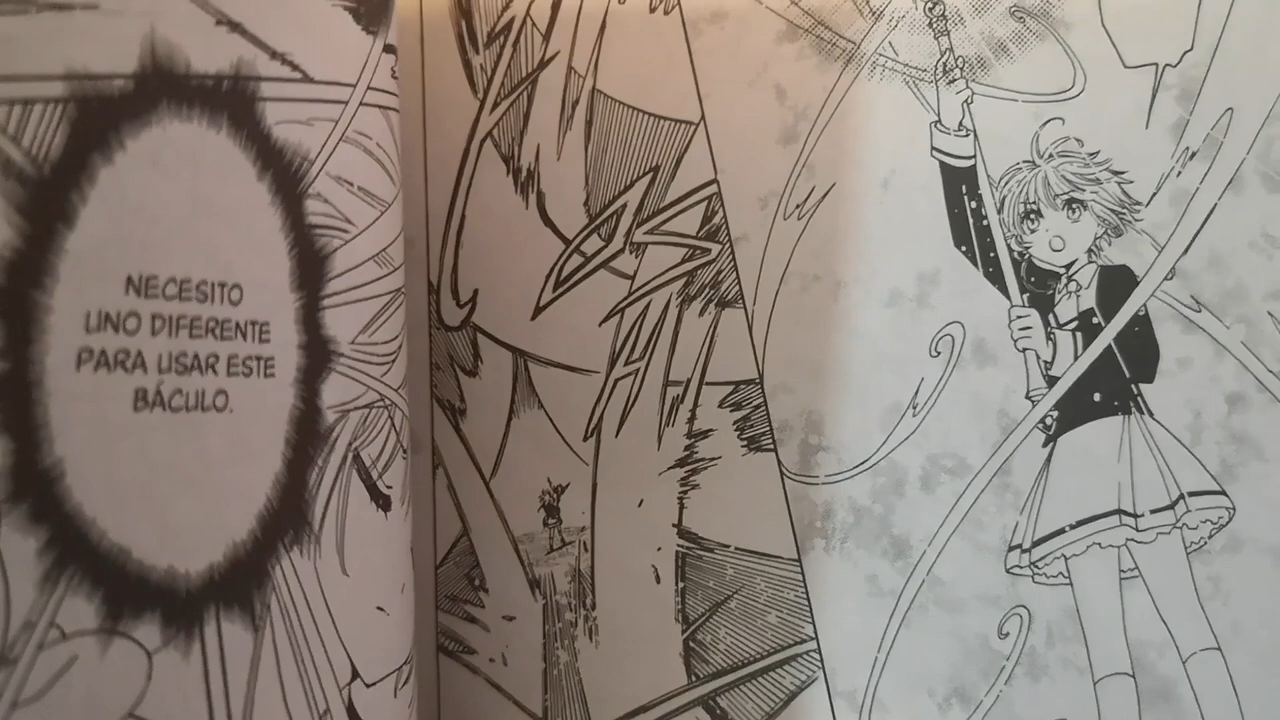 NECESITO
UNO DIFERENTE
PARA USAR ESTE
BÁCULO.